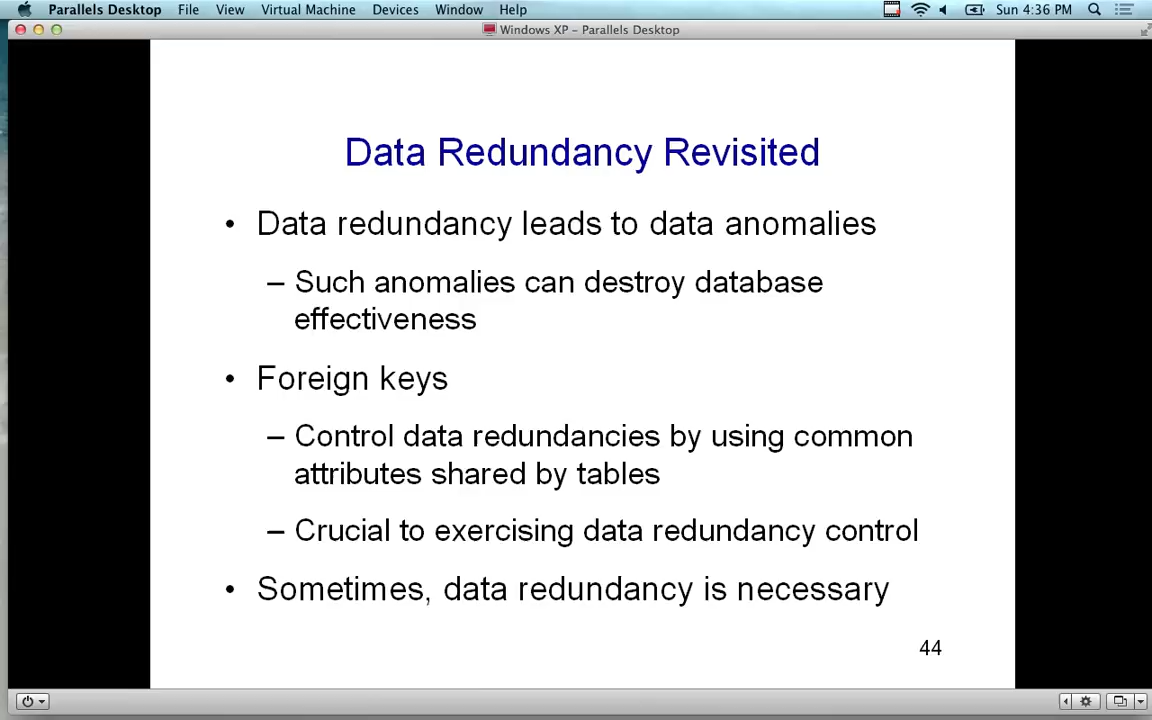 Parallels Desktop File View Virtual Machine Devices Window Help Sun 4:36 PM
Windows XP - Parallels Desktop
Data Redundancy Revisited
• Data redundancy leads to data anomalies
– Such anomalies can destroy database
effectiveness
• Foreign keys
– Control data redundancies by using common
attributes shared by tables
– Crucial to exercising data redundancy control
• Sometimes, data redundancy is necessary
44